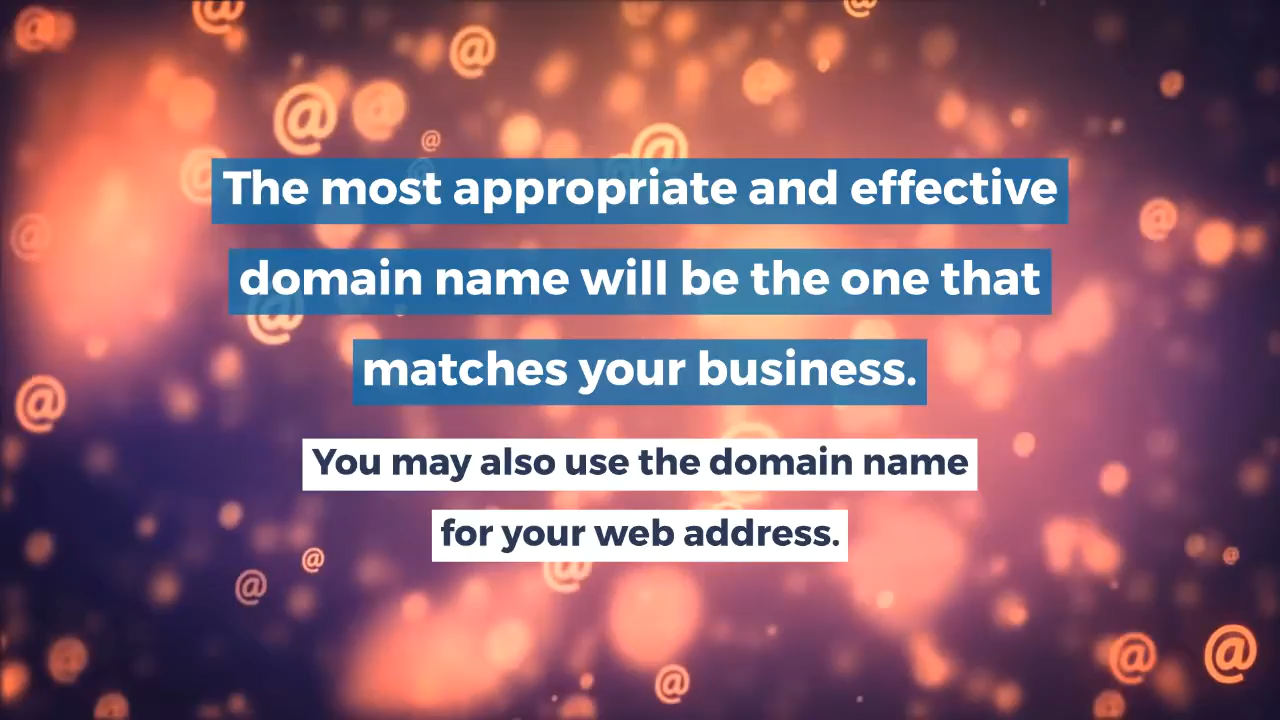 The most appropriate and effective
domain name will be the one that
matches your business.
You may also use the domain name
for your web address.